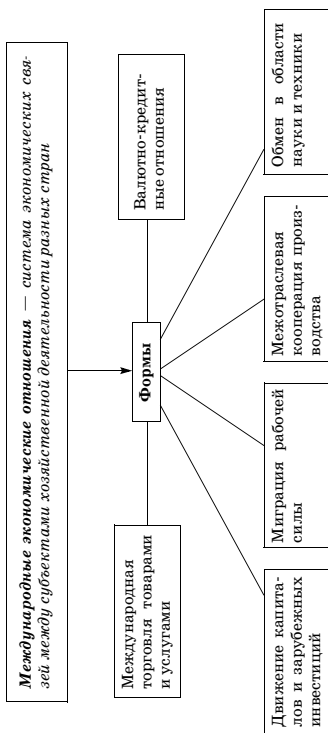 Международные экономические отношения — система экономических свя-
зей между субъектами хозяйственной деятельности разных стран
Формы
Международная
торговля товарами
и услугами
Валютно-кредит-
ные отношения
Движение капита-
лов и зарубежных
инвестиций
Миграция рабочей
силы
Межотраслевая
кооперация произ-
водства
Обмен в области
науки и техники